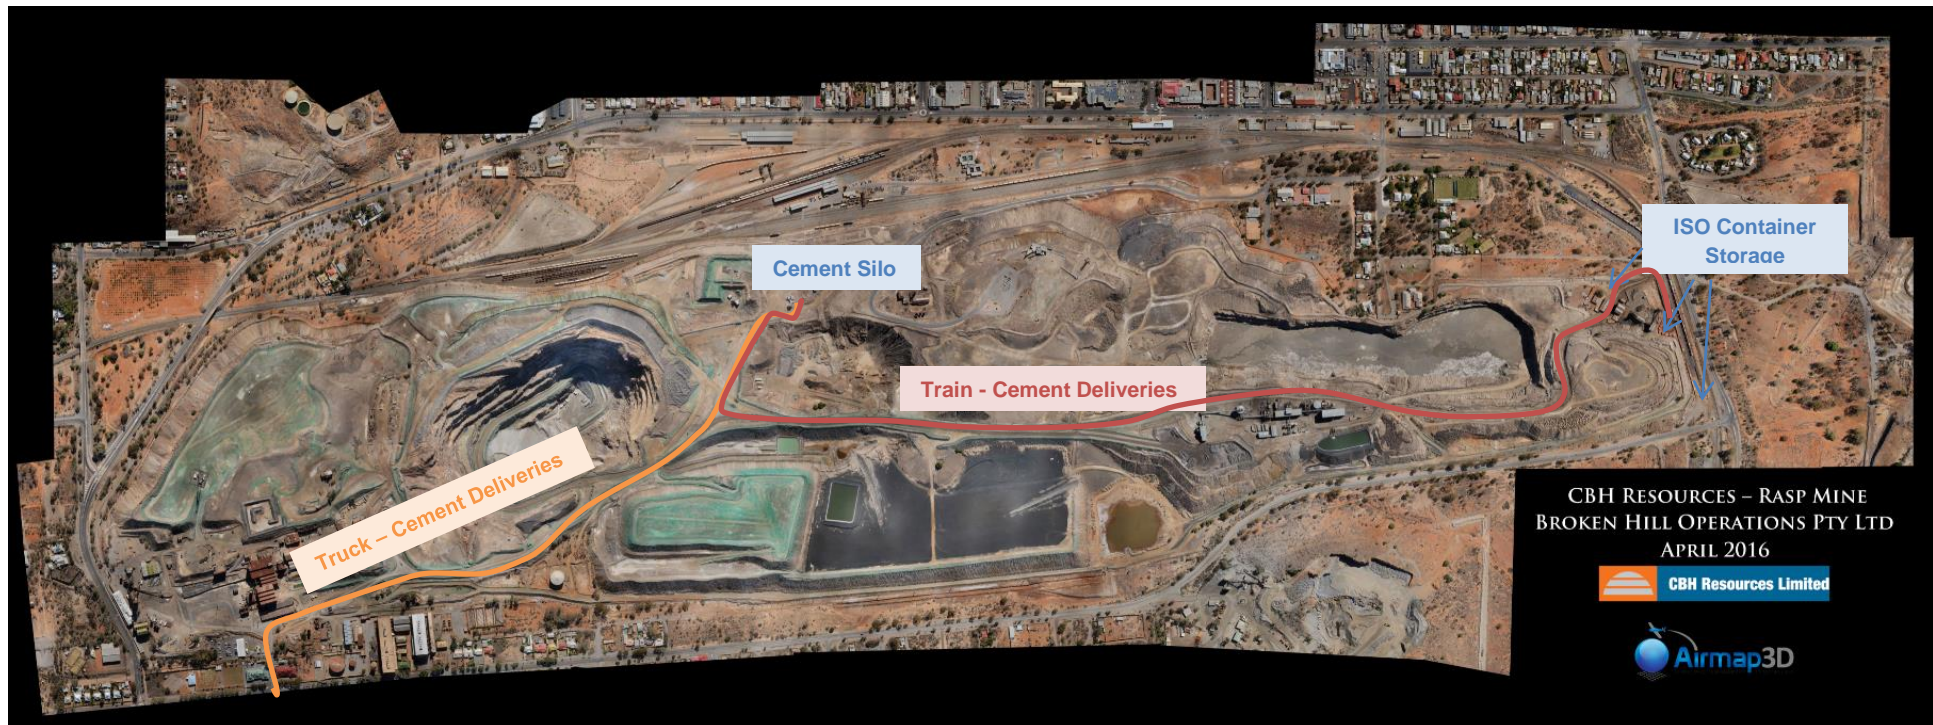 ISO Container
Storage
Cement Silo
Train - Cement Deliveries
Truck – Cement Deliveries
CBH RESOURCES – RASP MINE
BROKEN HILL OPERATIONS PTY LTD
APRIL 2016
CBH Resources Limited
Airmap3D